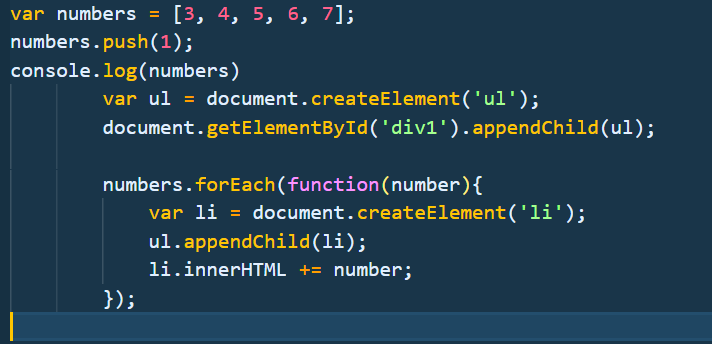 var numbers = [3, 4, 5, 6, 7];
numbers.push(1);
console.log(numbers)
var ul = document.createElement('ul');
document.getElementById('div1').appendChild(ul);
numbers.forEach(function(number){
var li = document.createElement('li');
ul.appendChild(li);
li.innerHTML += number;
});